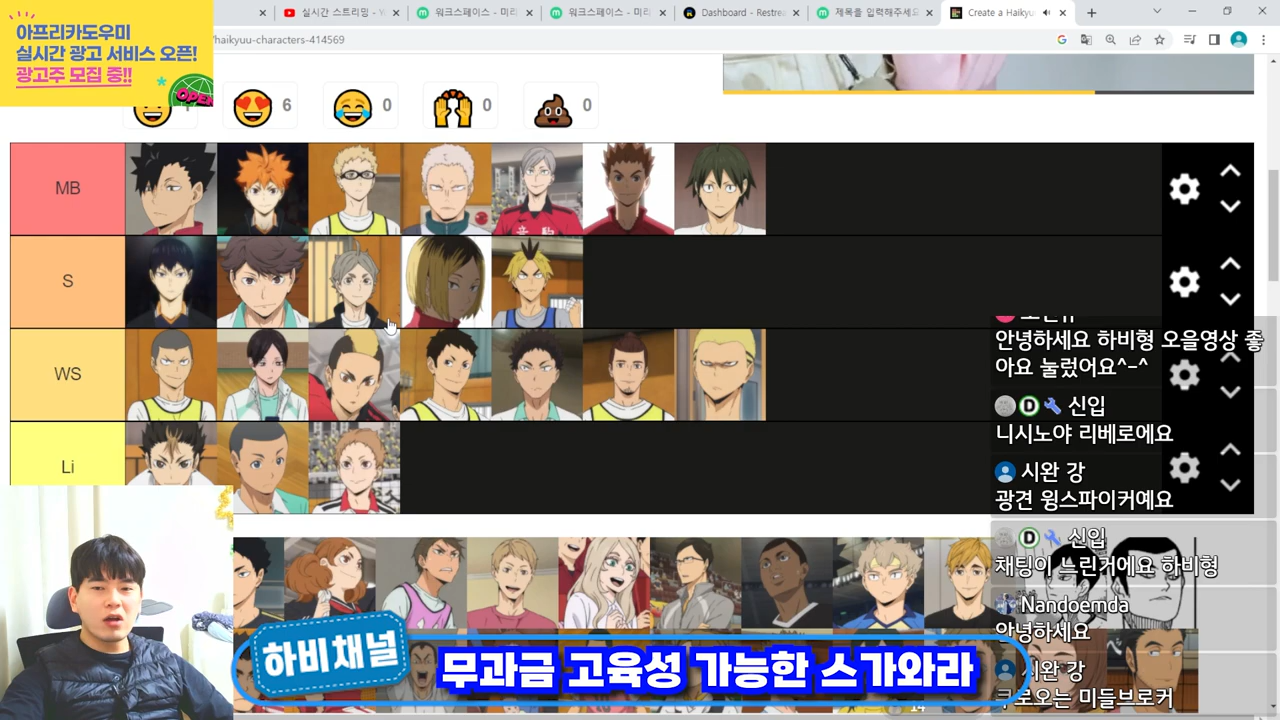 아프리카도우미
실시간 광고 서비스 오픈!
광고주 모집 중!!
OPEN
실시간 스트리밍 - Y
워크스페이스 - 미리
워크스페이스 - 미리
Dashboard - Restrea
제목을 입력해주세요
Create a Haikyu
/haikyuu-characters-414569
6
0
0
0
MB
S
WS
Li
안녕하세요 하비형 오을영상 좋
아요 눌렀어요^-^
D 신입
니시노야 리베로에요
시완 강
광견 윙스파이커예요
D 신입
채팅이 느린거에요 하비형
Nandoemda
안녕하세요
시완 강
쿠로오는 미들브로커
하비채널
무과금 고육성 가능한 스가와라
14